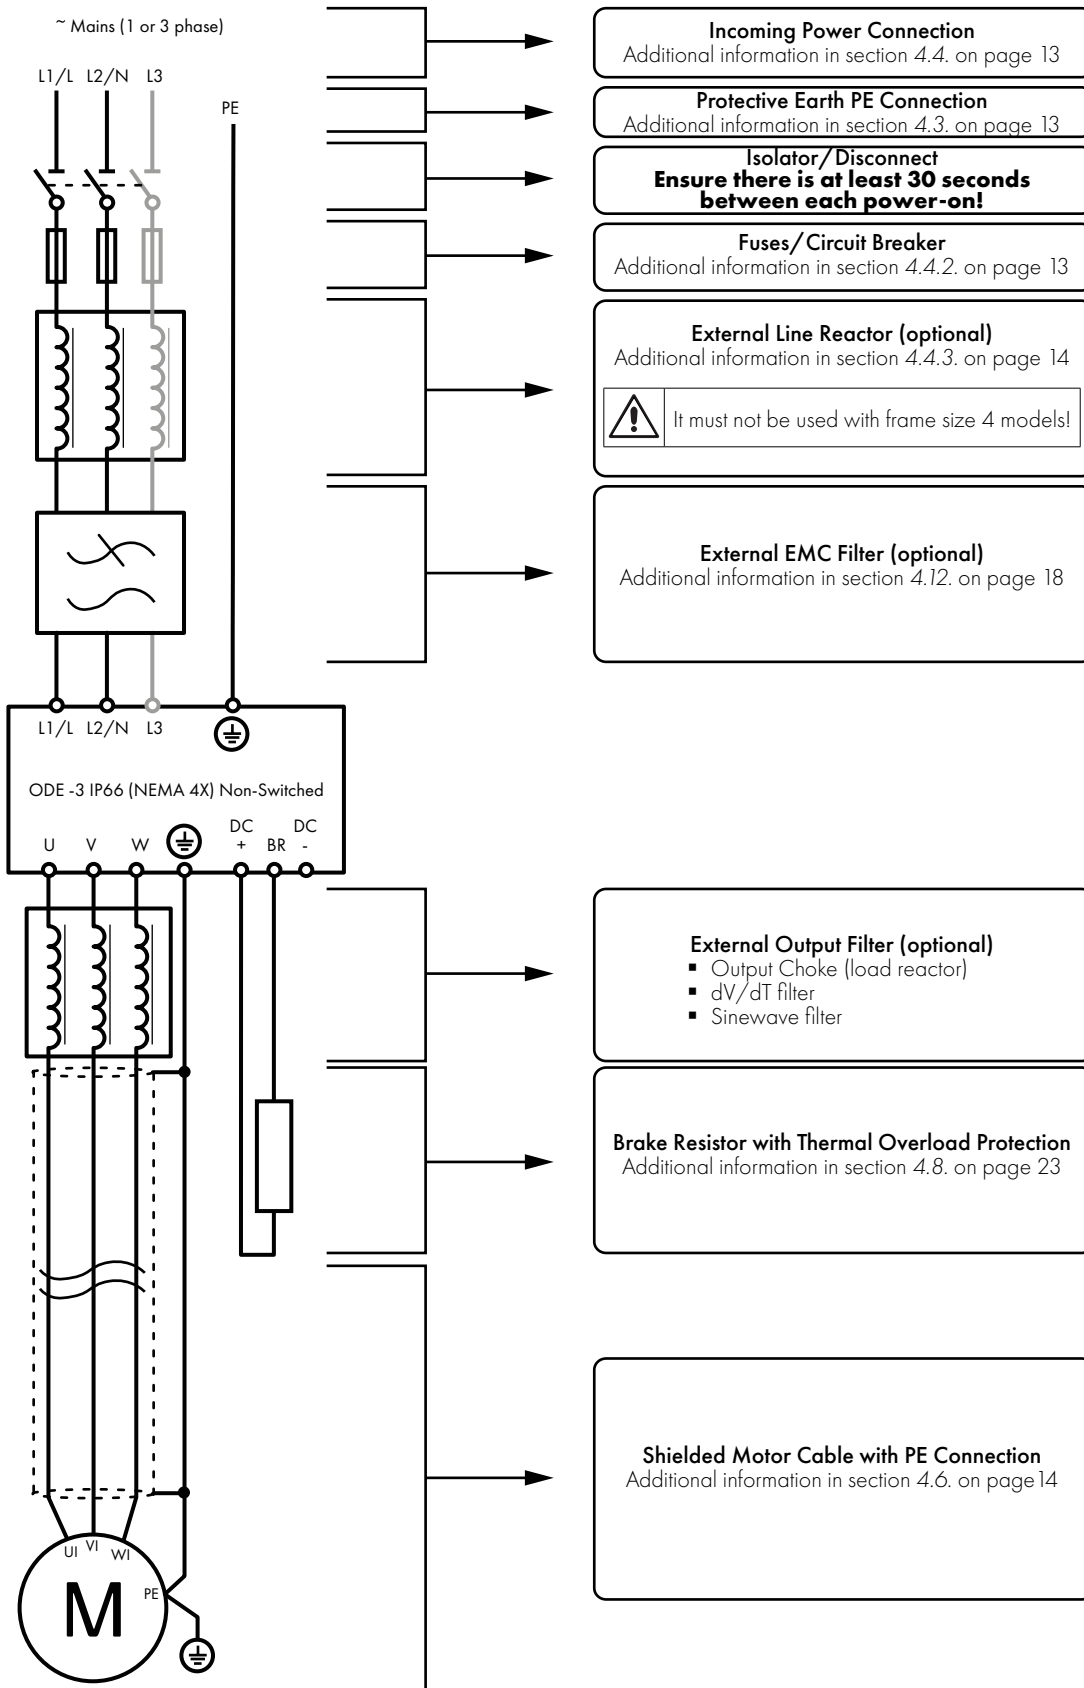 ~ Mains (1 or 3 phase)
L1/L L2/N L3
PE
Incoming Power Connection
Additional information in section 4.4. on page 13
Protective Earth PE Connection
Additional information in section 4.3. on page 13
Isolator/Disconnect
Ensure there is at least 30 seconds
between each power-on!
Fuses/Circuit Breaker
Additional information in section 4.4.2. on page 13
External Line Reactor (optional)
Additional information in section 4.4.3. on page 14
It must not be used with frame size 4 models!
External EMC Filter (optional)
Additional information in section 4.12. on page 18
L1/L L2/N L3
ODE -3 IP66 (NEMA 4X) Non-Switched
U V W DC + BR DC -
External Output Filter (optional)
▪ Output Choke (load reactor)
▪ dV/dT filter
▪ Sinewave filter
Brake Resistor with Thermal Overload Protection
Additional information in section 4.8. on page 23
Shielded Motor Cable with PE Connection
Additional information in section 4.6. on page14
U1 V1 W1
M
PE